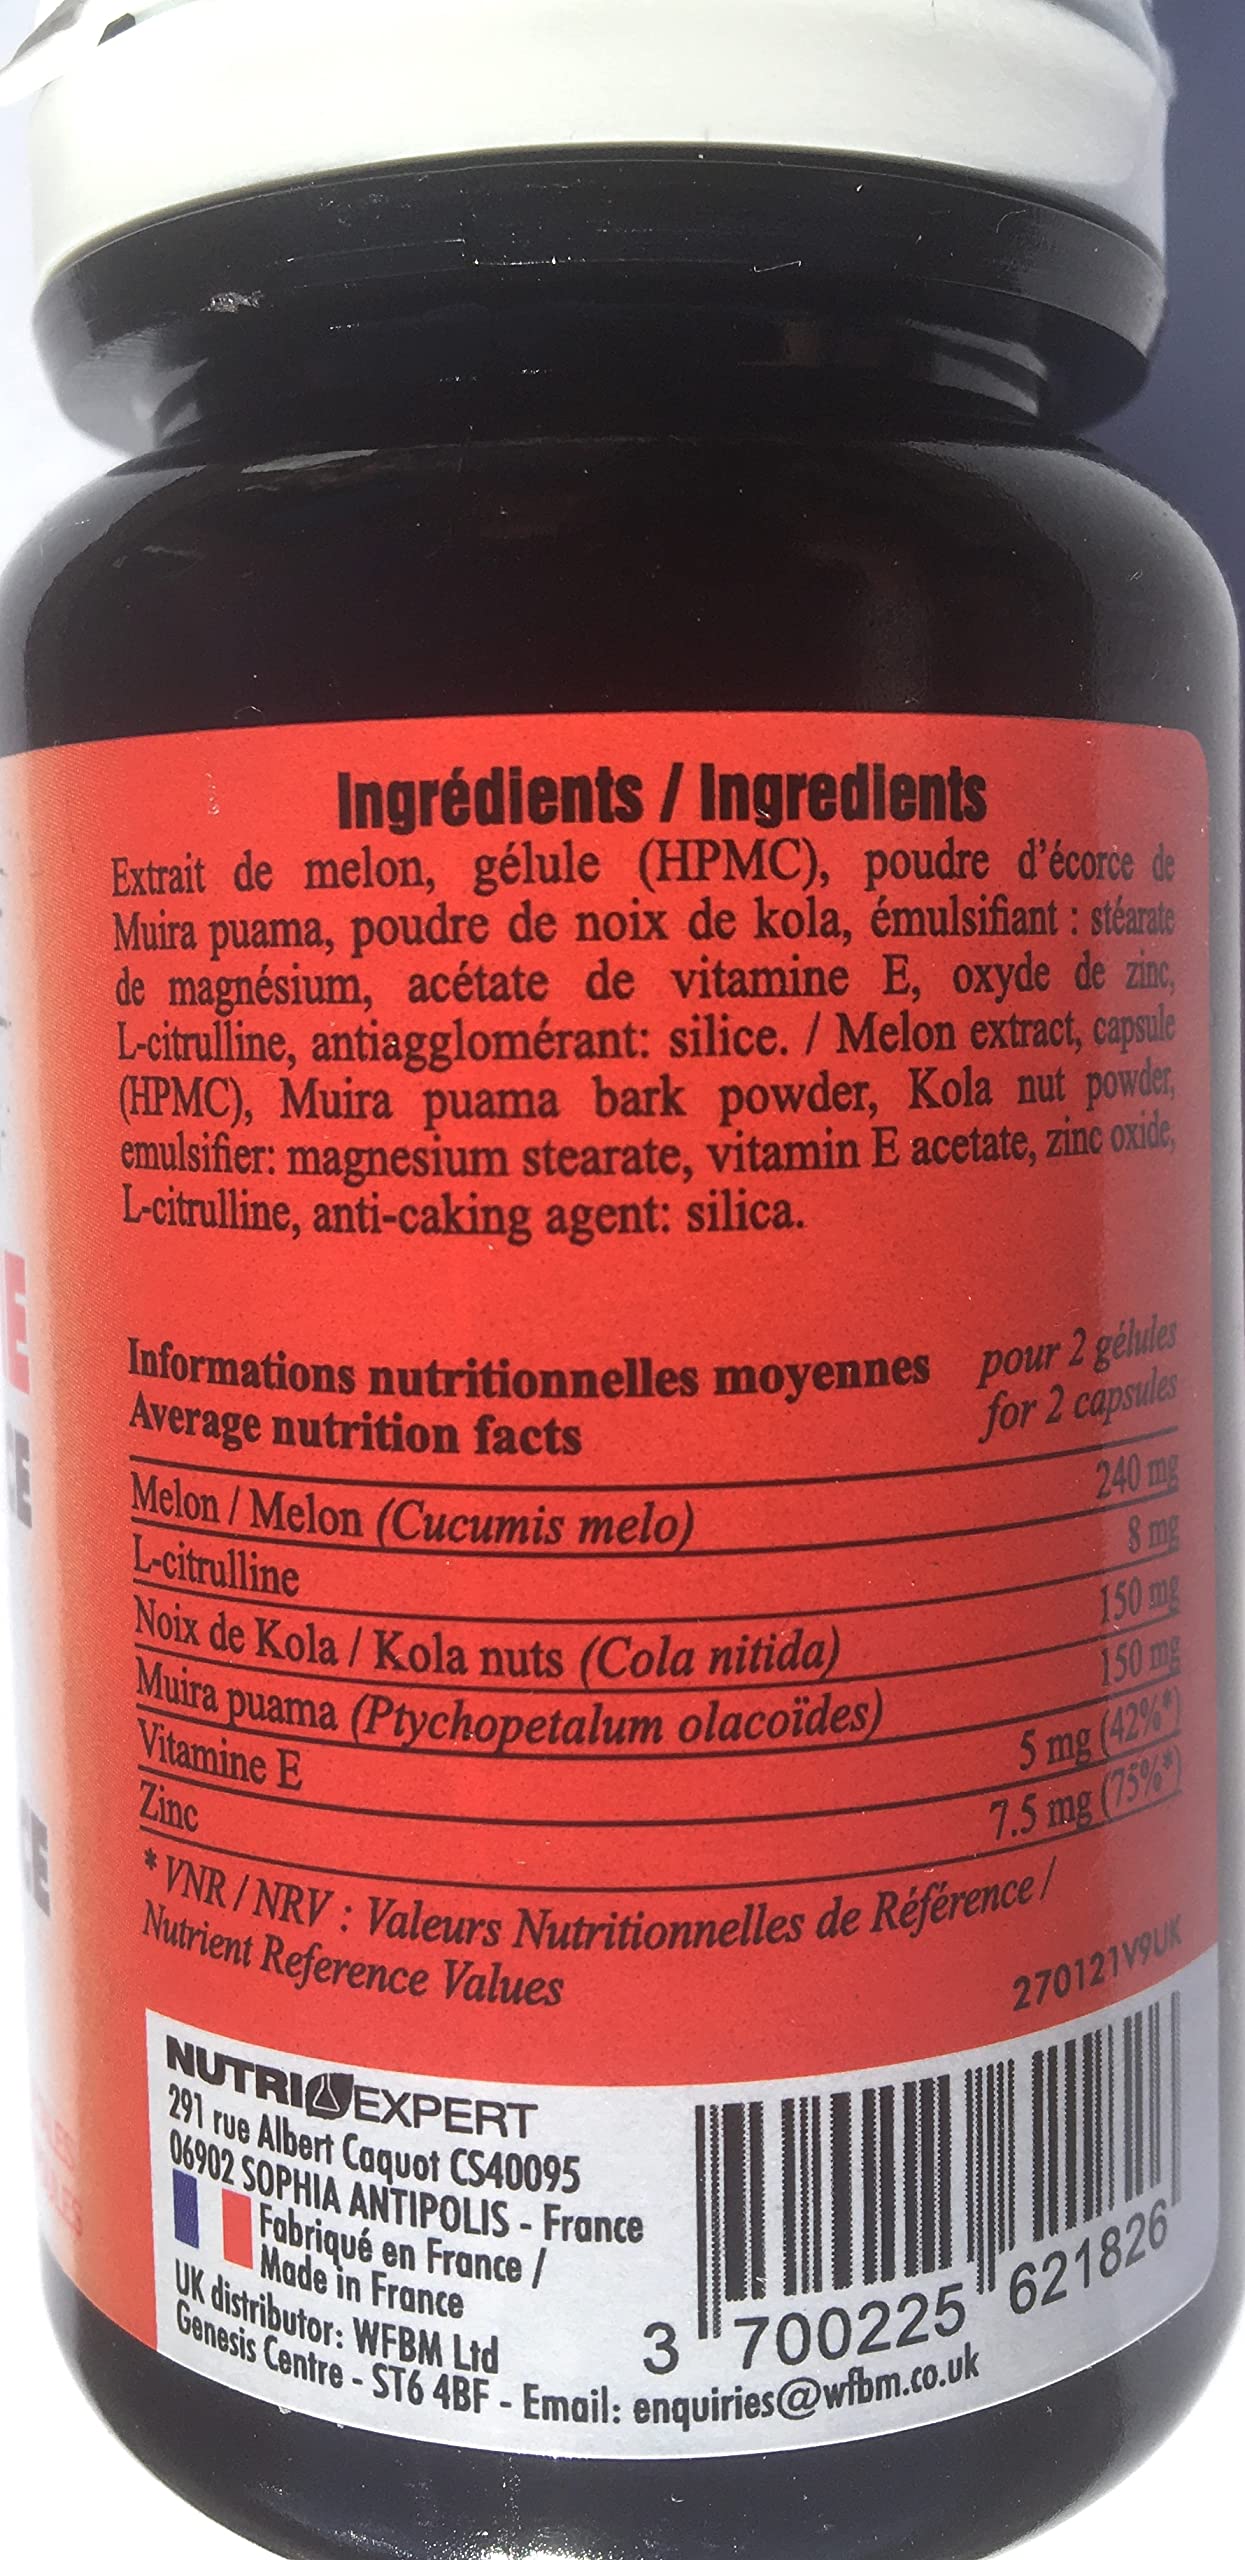 Ingrédients / Ingredients
Extrait de melon, gélule (HPMC), poudre d'écorce de
Muira puama, poudre de noix de kola, émulsifiant : stéarate
de magnésium, acétate de vitamine E, oxyde de zinc,
L-citrulline, antiagglomérant: silice. / Melon extract, capsule
(HPMC), Muira puama bark powder, Kola nut powder,
emulsifier: magnesium stearate, vitamin E acetate, zinc oxide,
L-citrulline, anti-caking agent: silica.
Informations nutritionnelles moyennes pour 2 gélules
Average nutrition facts for 2 capsules
Melon / Melon (Cucumis melo) 240 mg
L-citrulline 8 mg
Noix de Kola / Kola nuts (Cola nitida) 150 mg
Muira puama (Ptychopetalum olacoïdes) 150 mg
Vitamine E 5 mg (42%*)
Zinc 7.5 mg (75%*)
* VNR / NRV : Valeurs Nutritionnelles de Référence /
Nutrient Reference Values
270121V9UK
NUTRIEXPERT
291 rue Albert Caquot CS40095
06902 SOPHIA ANTIPOLIS - France
Fabriqué en France /
Made in France
UK distributor: WFBM Ltd
Genesis Centre - ST6 4BF - Email: enquiries@wfbm.co.uk
3 700225 621826